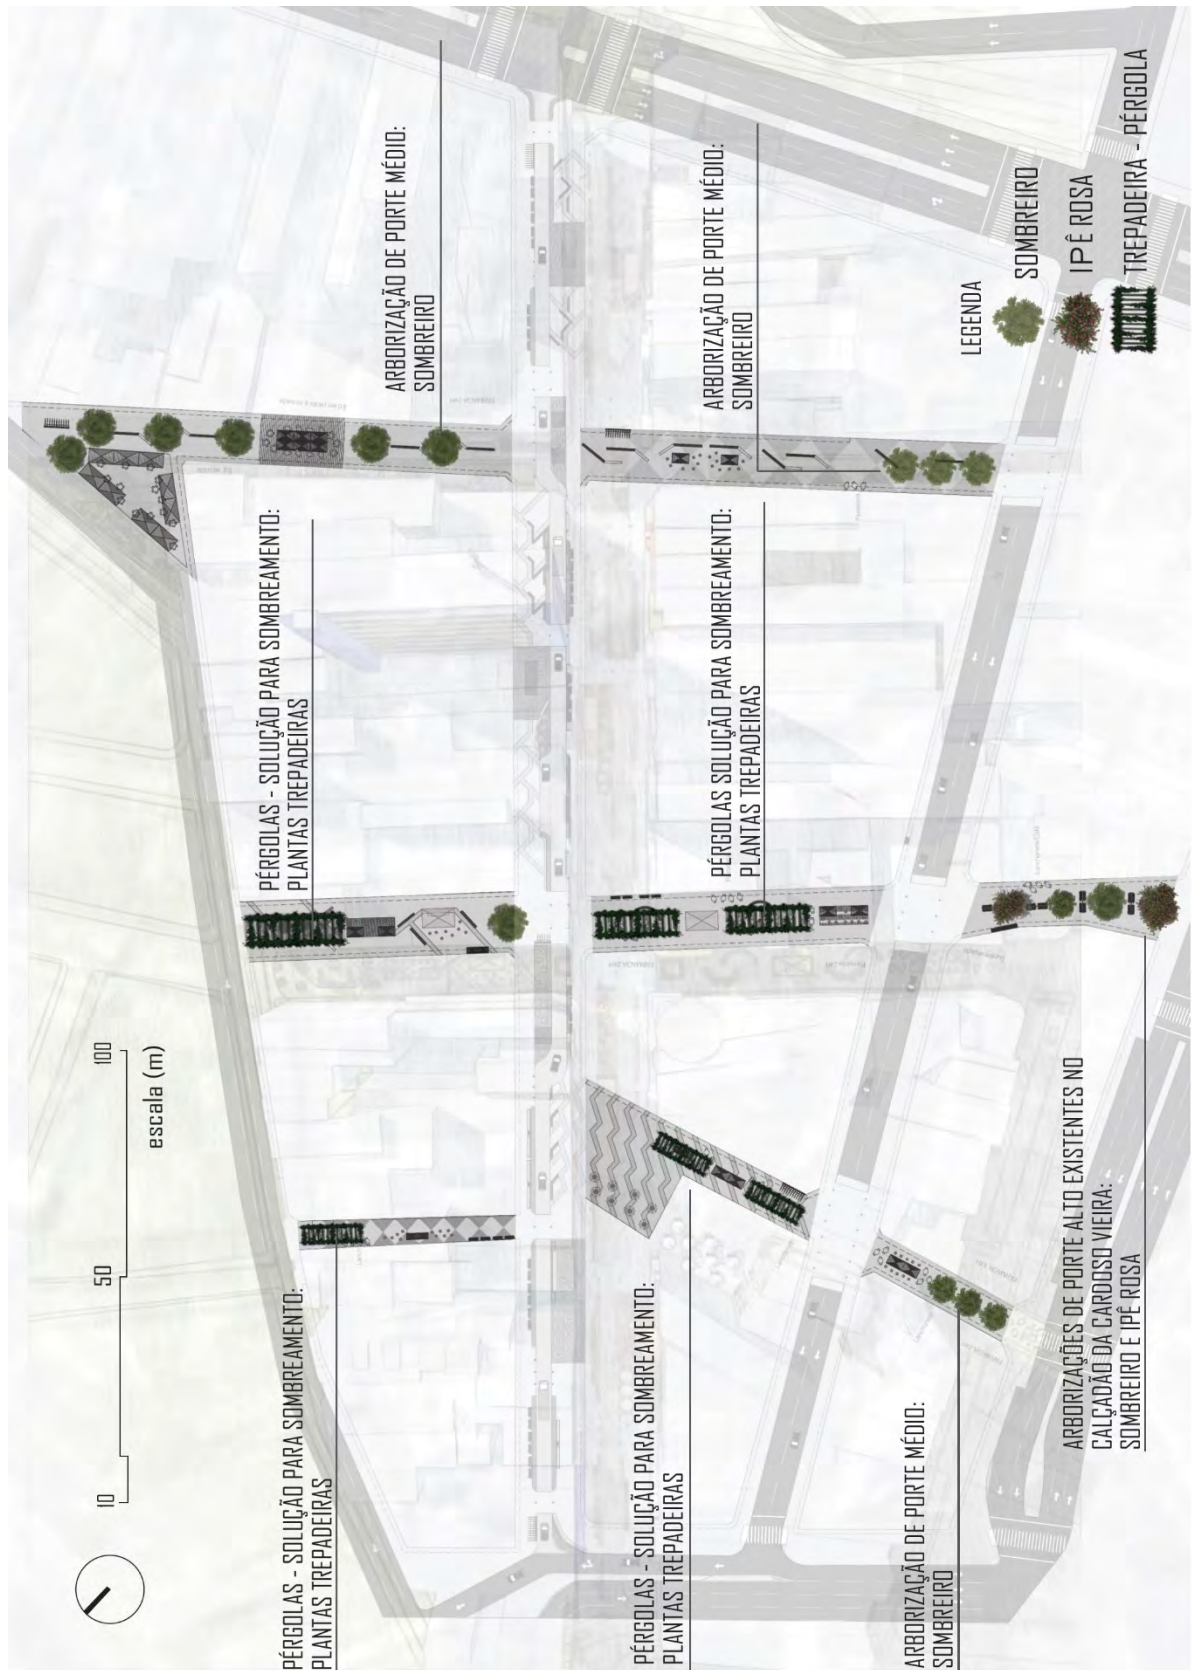 ARBORIZAÇÃO DE PORTE MÉDIO:
SOMBREIRO
ARBORIZAÇÃO DE PORTE MÉDIO:
SOMBREIRO
LEGENDA
SOMBREIRO
IPÊ ROSA
TREPADEIRA - PÉRGOLA
PÉRGOLAS - SOLUÇÃO PARA SOMBREAMENTO:
PLANTAS TREPADEIRAS
PÉRGOLAS SOLUÇÃO PARA SOMBREAMENTO:
PLANTAS TREPADEIRAS
10
50
100
escala (m)
PÉRGOLAS - SOLUÇÃO PARA SOMBREAMENTO:
PLANTAS TREPADEIRAS
PÉRGOLAS - SOLUÇÃO PARA SOMBREAMENTO:
PLANTAS TREPADEIRAS
ARBORIZAÇÃO DE PORTE MÉDIO:
SOMBREIRO
ARBORIZAÇÕES DE PORTE ALTO EXISTENTES NO
CALÇADÃO DA CARDOSO VIEIRA:
SOMBREIRO E IPÊ ROSA